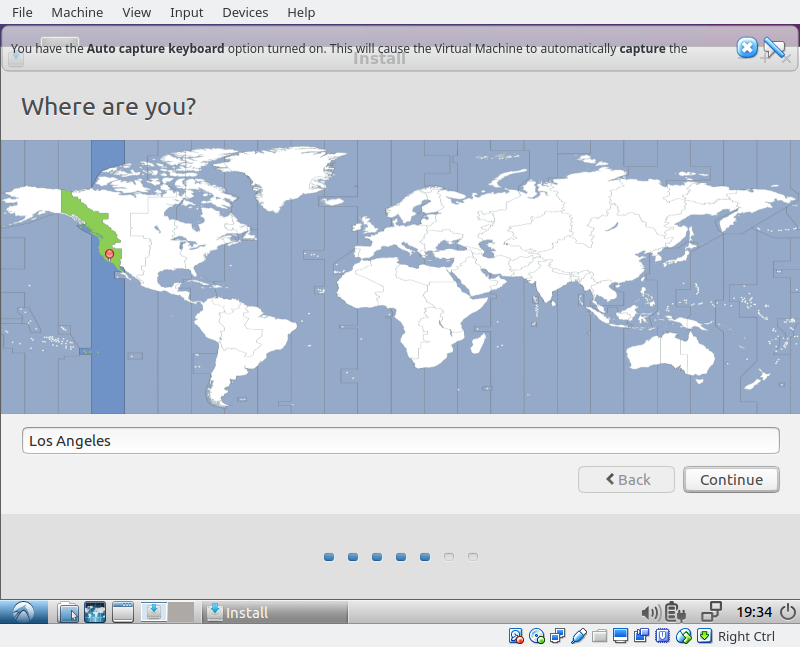 File Machine View Input Devices Help
You have the Auto capture keyboard option turned on. This will cause the Virtual Machine to automatically capture the
Install
Where are you?
Los Angeles
Back Continue
Install 19:34
Right Ctrl